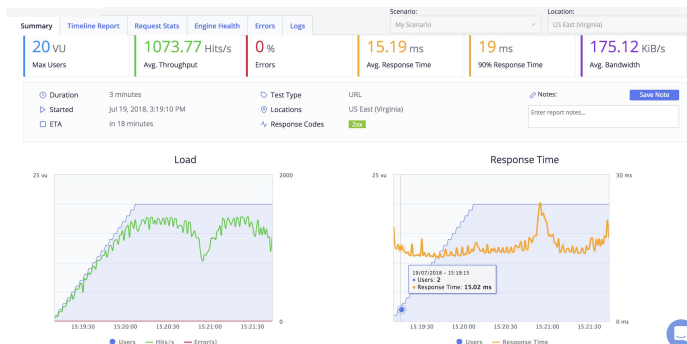 Scenario:
Location:
Summary Timeline Report Request Stats Engine Health Errors Logs
My Scenario
US East (Virginia)
20 VU
Max Users
1073.77 Hits/s
Avg. Throughput
0 %
Errors
15.19 ms
Avg. Response Time
19 ms
90% Response Time
175.12 KiB/s
Avg. Bandwidth
Duration 3 minutes
Test Type URL
Notes:
Save Note
Started Jul 19, 2018, 3:19:10 PM
Locations US East (Virginia)
Enter report notes...
ETA in 18 minutes
Response Codes 2xx
Load
25 vu
2000
0
15:19:30 15:20:00 15:20:30 15:21:00 15:21:30
Users Hits/s Error(s)
Response Time
25 vu
30 ms
19/07/2018 - 15:19:15
Users: 2
Response Time: 15.02 ms
0 ms
15:19:30 15:20:00 15:20:30 15:21:00 15:21:30
Users Response Time